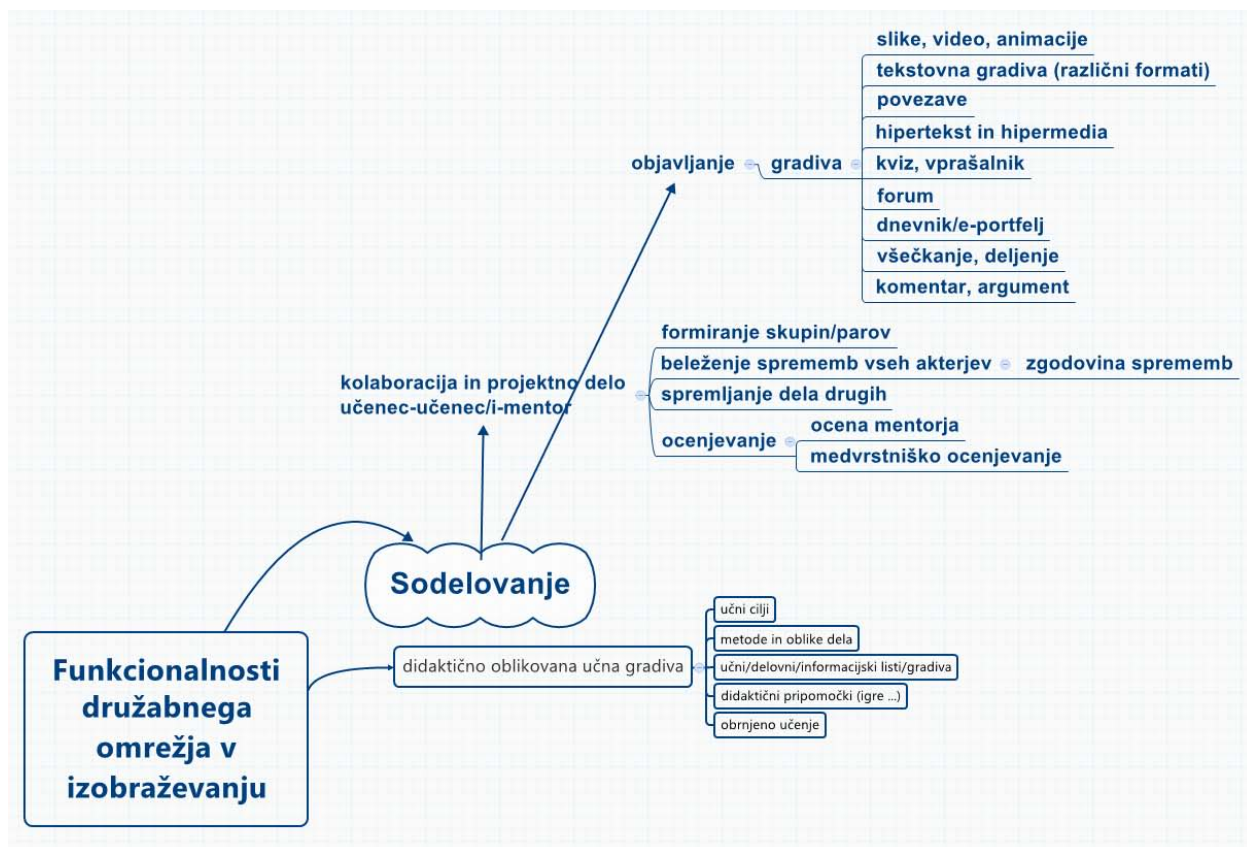 slike, video, animacije
tekstovna gradiva (različni formati)
povezave
hipertekst in hipermedia
objavljanje
gradiva
kviz, vprašalnik
forum
dnevnik/e-portfelj
všečkanje, deljenje
komentar, argument
kolaboracija in projektno delo
učenec-učenec/i-mentor
formiranje skupin/parov
beleženje sprememb vseh akterjev
zgodovina sprememb
spremljanje dela drugih
ocenjevanje
ocena mentorja
medvrstniško ocenjevanje
Sodelovanje
Funkcionalnosti
družabnega
omrežja v
izobraževanju
didaktično oblikovana učna gradiva
učni cilji
metode in oblike dela
učni/delovni/informacijski listi/gradiva
didaktični pripomočki (igre ...)
obrnjeno učenje